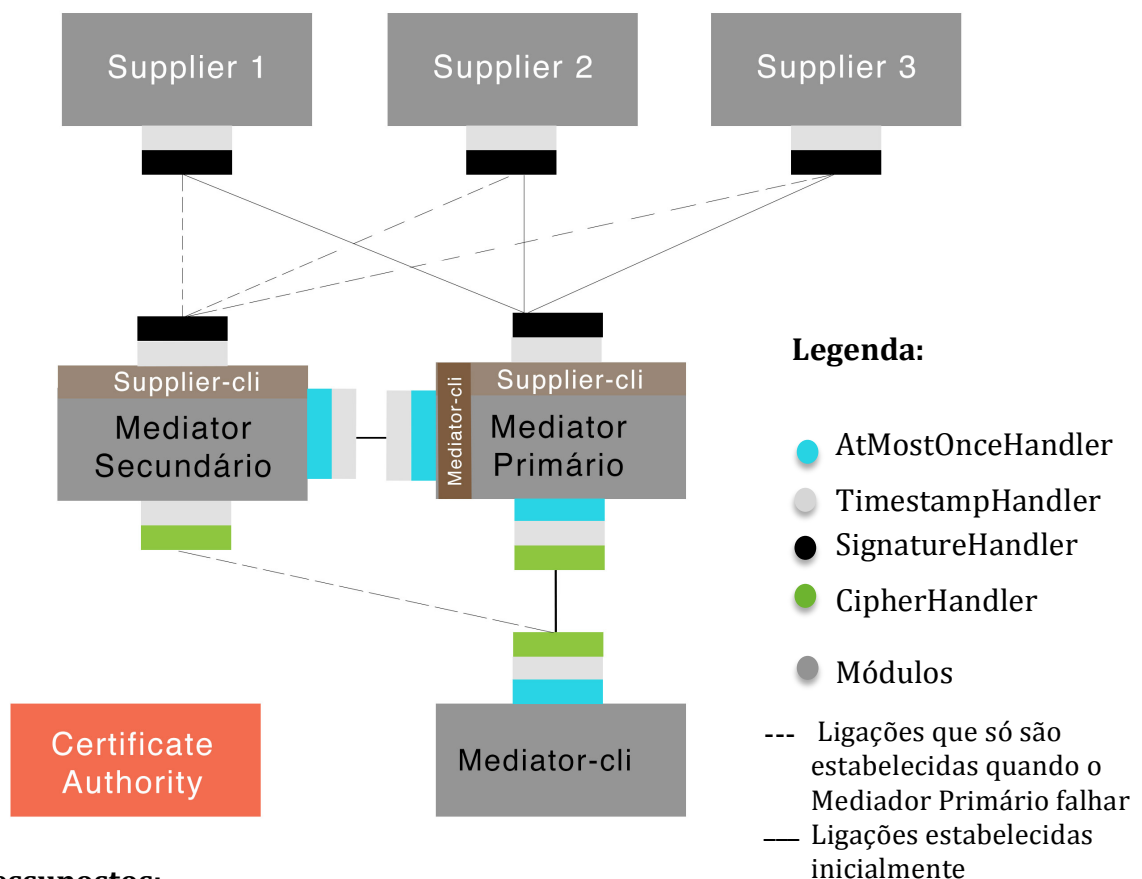 Supplier 1
Supplier 2
Supplier 3
Supplier-cli
Mediator
Secundário
Mediator-cli
Supplier-cli
Mediator
Primário
Certificate
Authority
Mediator-cli
Legenda:
AtMostOnceHandler
TimestampHandler
SignatureHandler
CipherHandler
Módulos
--- Ligações que só são
estabelecidas quando o
Mediador Primário falhar
— Ligações estabelecidas
inicialmente